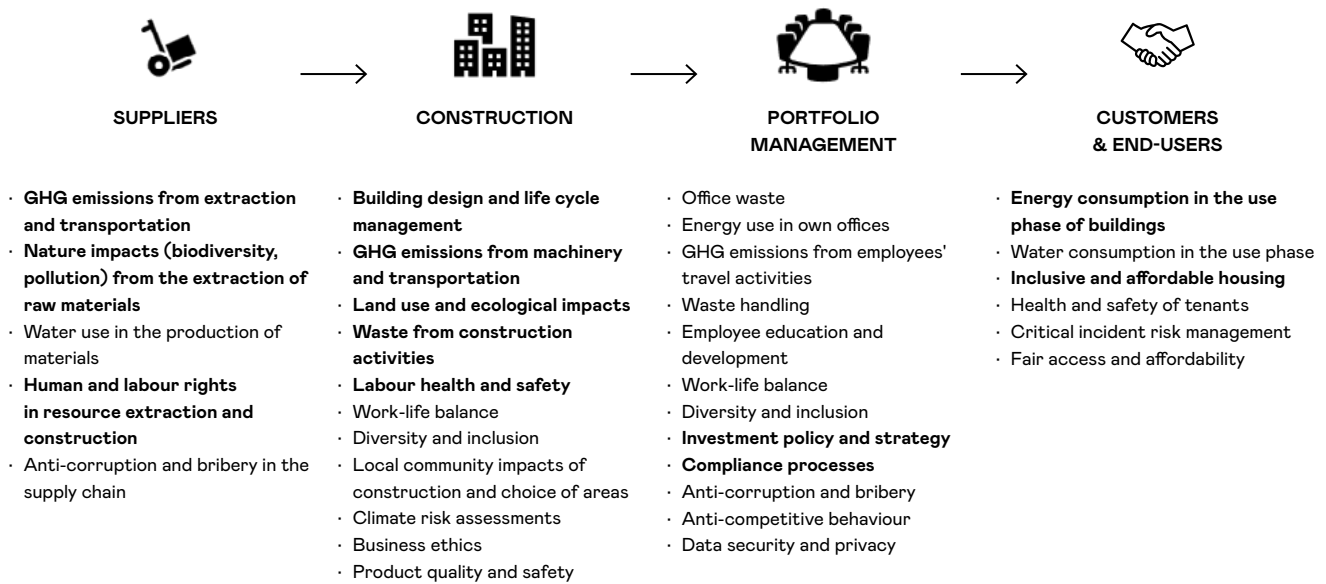 SUPPLIERS
· GHG emissions from extraction
and transportation
· Nature impacts (biodiversity,
pollution) from the extraction of
raw materials
· Water use in the production of
materials
· Human and labour rights
in resource extraction and
construction
· Anti-corruption and bribery in the
supply chain
CONSTRUCTION
· Building design and life cycle
management
· GHG emissions from machinery
and transportation
· Land use and ecological impacts
· Waste from construction
activities
· Labour health and safety
· Work-life balance
· Diversity and inclusion
· Local community impacts of
construction and choice of areas
· Climate risk assessments
· Business ethics
· Product quality and safety
PORTFOLIO
MANAGEMENT
· Office waste
· Energy use in own offices
· GHG emissions from employees'
travel activities
· Waste handling
· Employee education and
development
· Work-life balance
· Diversity and inclusion
· Investment policy and strategy
· Compliance processes
· Anti-corruption and bribery
· Anti-competitive behaviour
· Data security and privacy
CUSTOMERS
& END-USERS
· Energy consumption in the use
phase of buildings
· Water consumption in the use phase
· Inclusive and affordable housing
· Health and safety of tenants
· Critical incident risk management
· Fair access and affordability